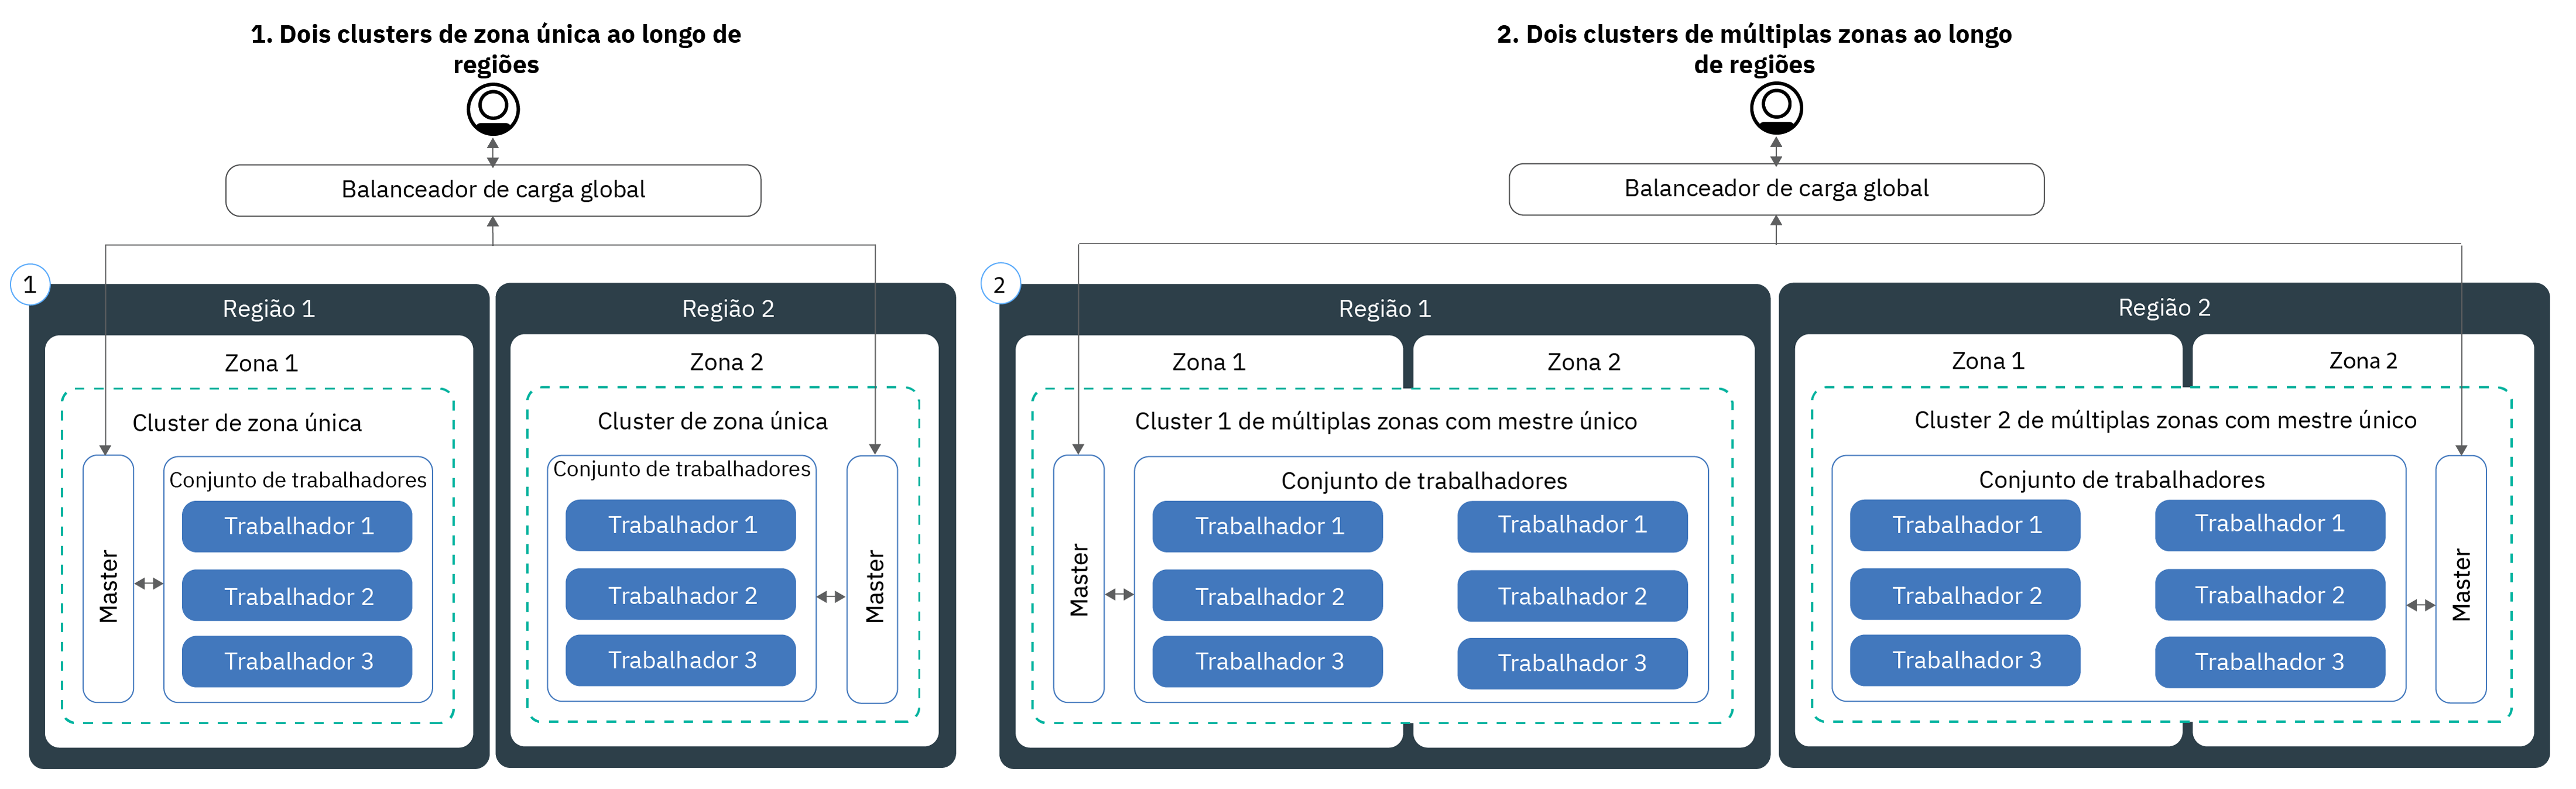 1. Dois clusters de zona única ao longo de
regiões
Balanceador de carga global
1
Região 1
Zona 1
Cluster de zona única
Master
Conjunto de trabalhadores
Trabalhador 1
Trabalhador 2
Trabalhador 3
Região 2
Zona 2
Cluster de zona única
Conjunto de trabalhadores
Trabalhador 1
Trabalhador 2
Trabalhador 3
Master
2. Dois clusters de múltiplas zonas ao longo
de regiões
Balanceador de carga global
2
Região 1
Zona 1
Zona 2
Cluster 1 de múltiplas zonas com mestre único
Master
Conjunto de trabalhadores
Trabalhador 1
Trabalhador 1
Trabalhador 2
Trabalhador 2
Trabalhador 3
Trabalhador 3
Região 2
Zona 1
Zona 2
Cluster 2 de múltiplas zonas com mestre único
Conjunto de trabalhadores
Trabalhador 1
Trabalhador 1
Trabalhador 2
Trabalhador 2
Trabalhador 3
Trabalhador 3
Master